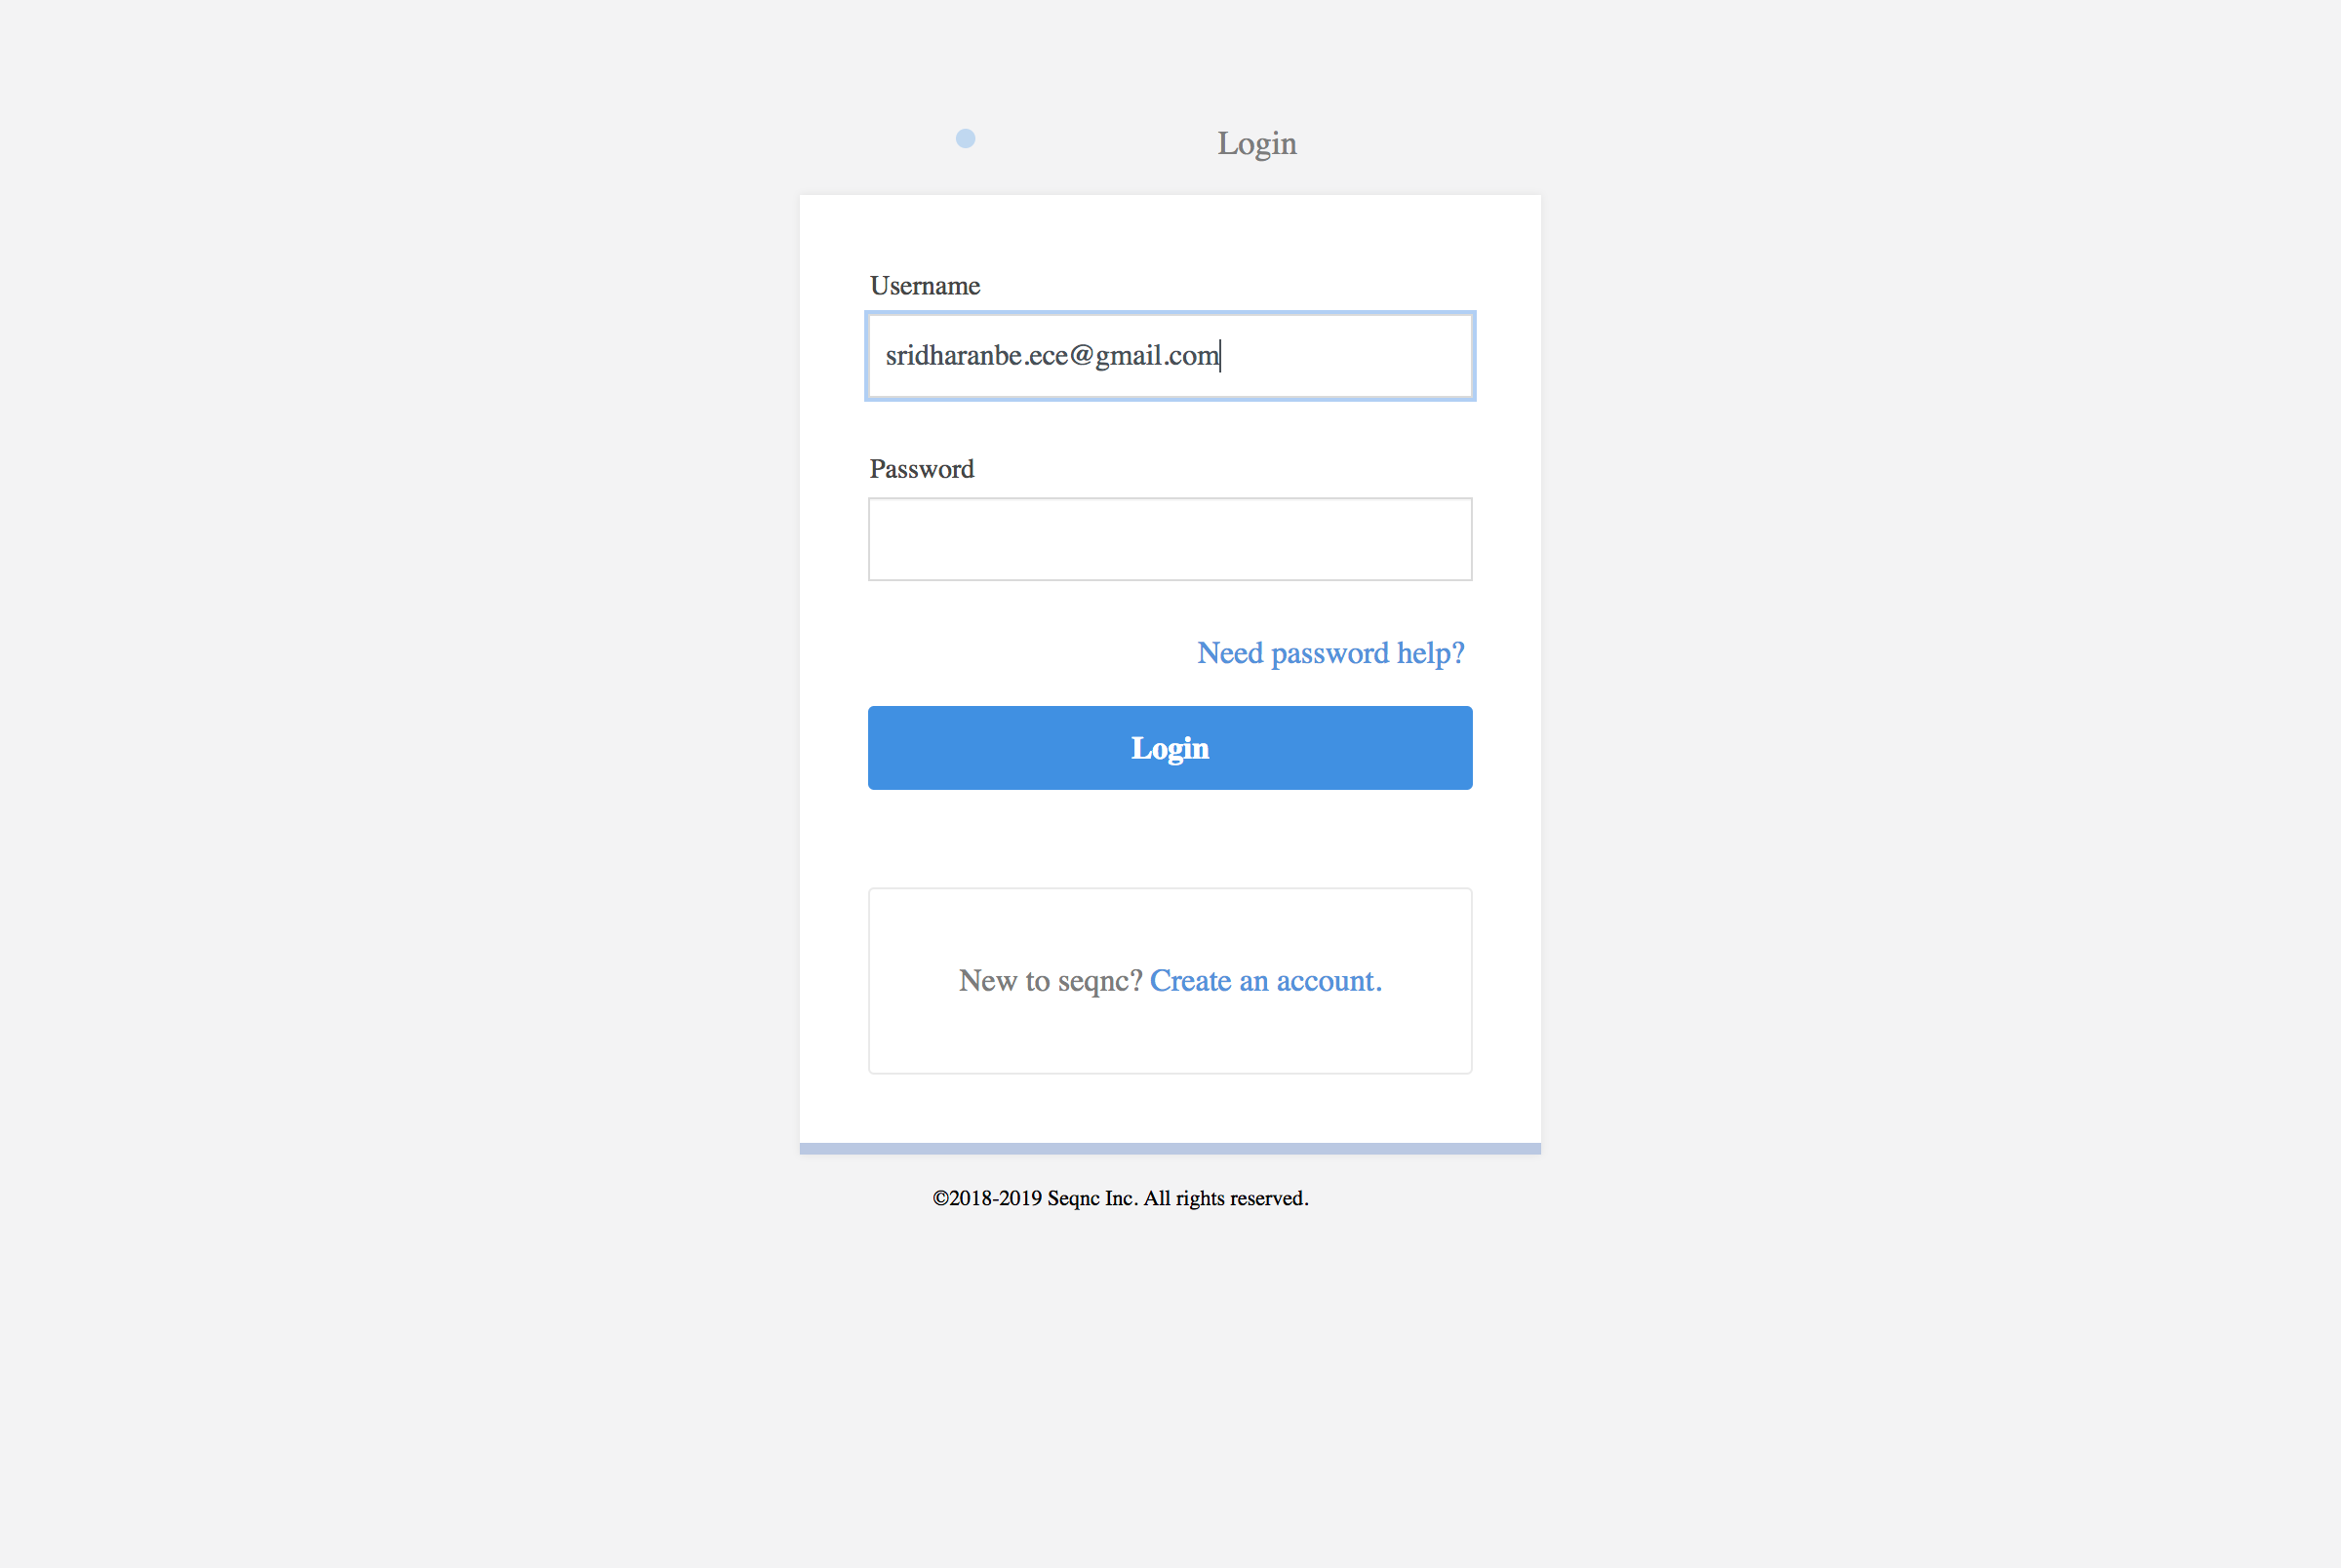 Login
Username
sridharanbe.ece@gmail.com
Password
Need password help?
Login
New to seqnc? Create an account.
©2018-2019 Seqnc Inc. All rights reserved.